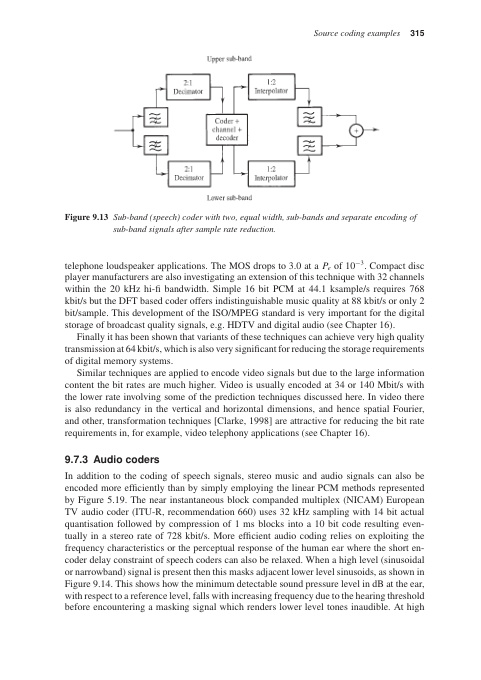 Source coding examples 315
Upper sub-band
2:1
Decimator
1:2
Interpolator
Coder +
channel +
decoder
+
2:1
Decimator
1:2
Interpolator
Lower sub-band
Figure 9.13 Sub-band (speech) coder with two, equal width, sub-bands and separate encoding of
sub-band signals after sample rate reduction.
telephone loudspeaker applications. The MOS drops to 3.0 at a Pe of 10−3. Compact disc
player manufacturers are also investigating an extension of this technique with 32 channels
within the 20 kHz hi-fi bandwidth. Simple 16 bit PCM at 44.1 ksample/s requires 768
kbit/s but the DFT based coder offers indistinguishable music quality at 88 kbit/s or only 2
bit/sample. This development of the ISO/MPEG standard is very important for the digital
storage of broadcast quality signals, e.g. HDTV and digital audio (see Chapter 16).
Finally it has been shown that variants of these techniques can achieve very high quality
transmission at 64 kbit/s, which is also very significant for reducing the storage requirements
of digital memory systems.
Similar techniques are applied to encode video signals but due to the large information
content the bit rates are much higher. Video is usually encoded at 34 or 140 Mbit/s with
the lower rate involving some of the prediction techniques discussed here. In video there
is also redundancy in the vertical and horizontal dimensions, and hence spatial Fourier,
and other, transformation techniques [Clarke, 1998] are attractive for reducing the bit rate
requirements in, for example, video telephony applications (see Chapter 16).
9.7.3 Audio coders
In addition to the coding of speech signals, stereo music and audio signals can also be
encoded more efficiently than by simply employing the linear PCM methods represented
by Figure 5.19. The near instantaneous block companded multiplex (NICAM) European
TV audio coder (ITU-R, recommendation 660) uses 32 kHz sampling with 14 bit actual
quantisation followed by compression of 1 ms blocks into a 10 bit code resulting even-
tually in a stereo rate of 728 kbit/s. More efficient audio coding relies on exploiting the
frequency characteristics or the perceptual response of the human ear where the short en-
coder delay constraint of speech coders can also be relaxed. When a high level (sinusoidal
or narrowband) signal is present then this masks adjacent lower level sinusoids, as shown in
Figure 9.14. This shows how the minimum detectable sound pressure level in dB at the ear,
with respect to a reference level, falls with increasing frequency due to the hearing threshold
before encountering a masking signal which renders lower level tones inaudible. At high